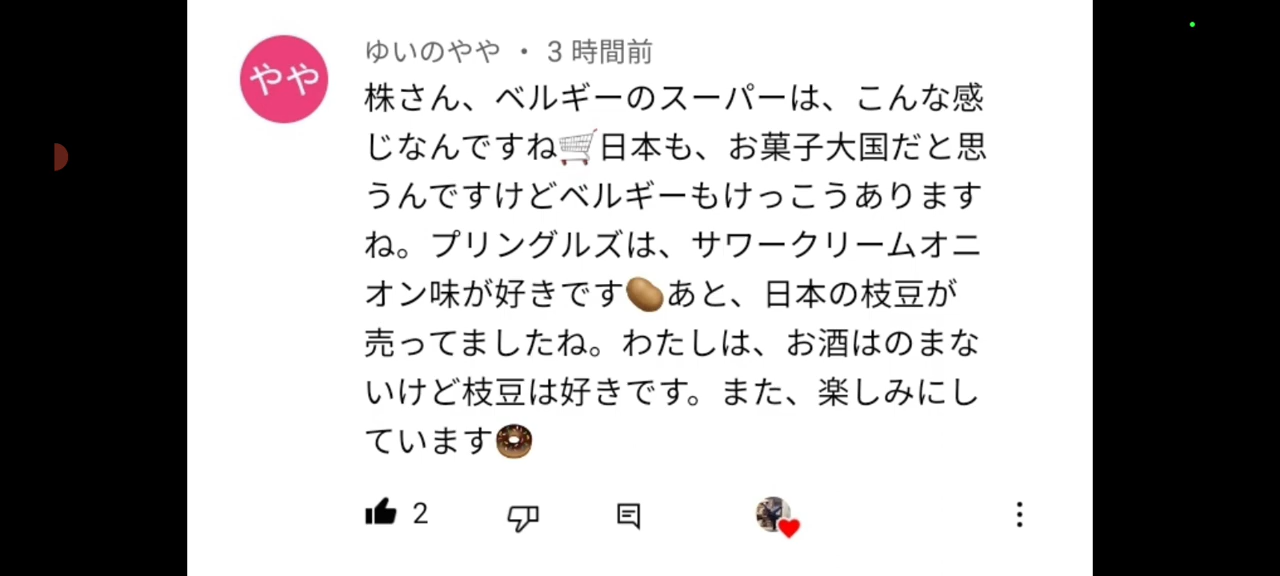 やや
ゆいのやや ・ 3 時間前
株さん、ベルギーのスーパーは、こんな感
じなんですね🛒日本も、お菓子大国だと思
うんですけどベルギーもけっこうあります
ね。プリングルズは、サワークリームオニ
オン味が好きです🥔あと、日本の枝豆が
売ってましたね。わたしは、お酒はのまな
いけど枝豆は好きです。また、楽しみにし
ています🍩
2